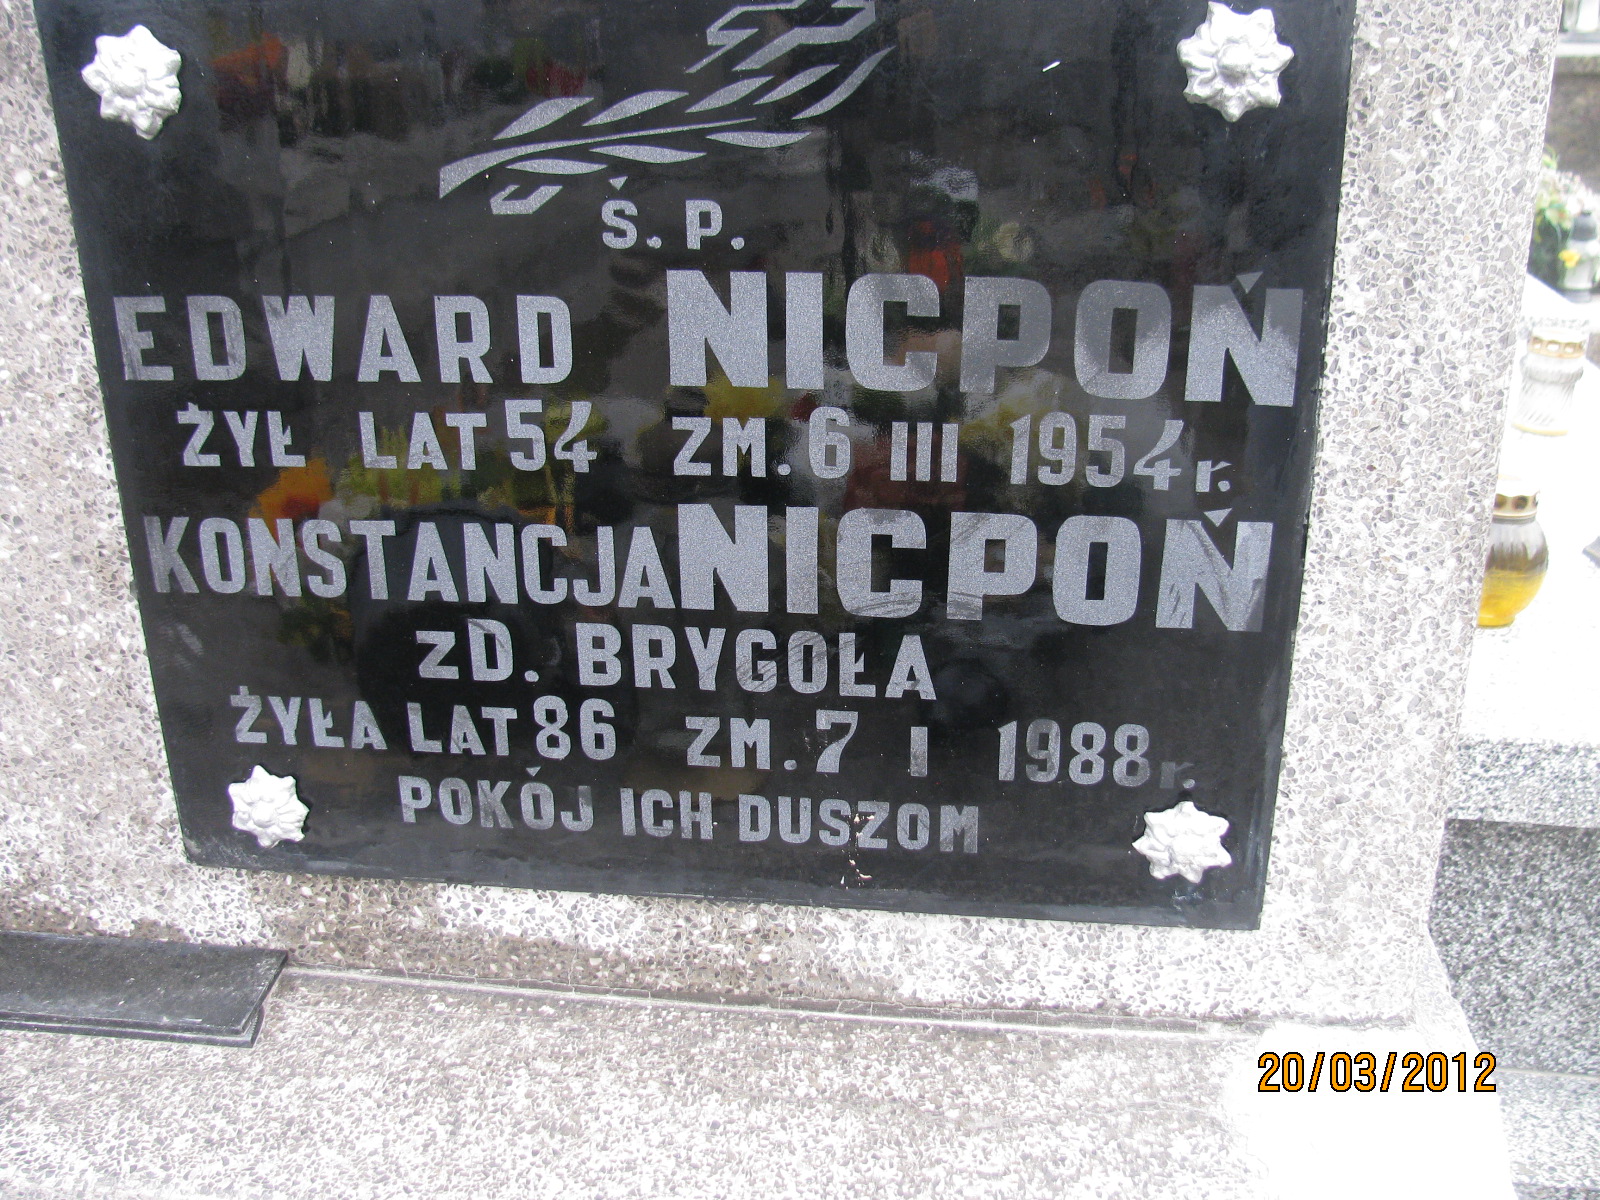 Ś. P.
EDWARD NICPOŃ
ŻYŁ LAT 54 ZM. 6 III 1954 r.
KONSTANCJA NICPOŃ
zD. BRYGOŁA
ŻYŁA LAT 86 ZM. 7 I 1988 r.
POKÓJ ICH DUSZOM
20/03/2012